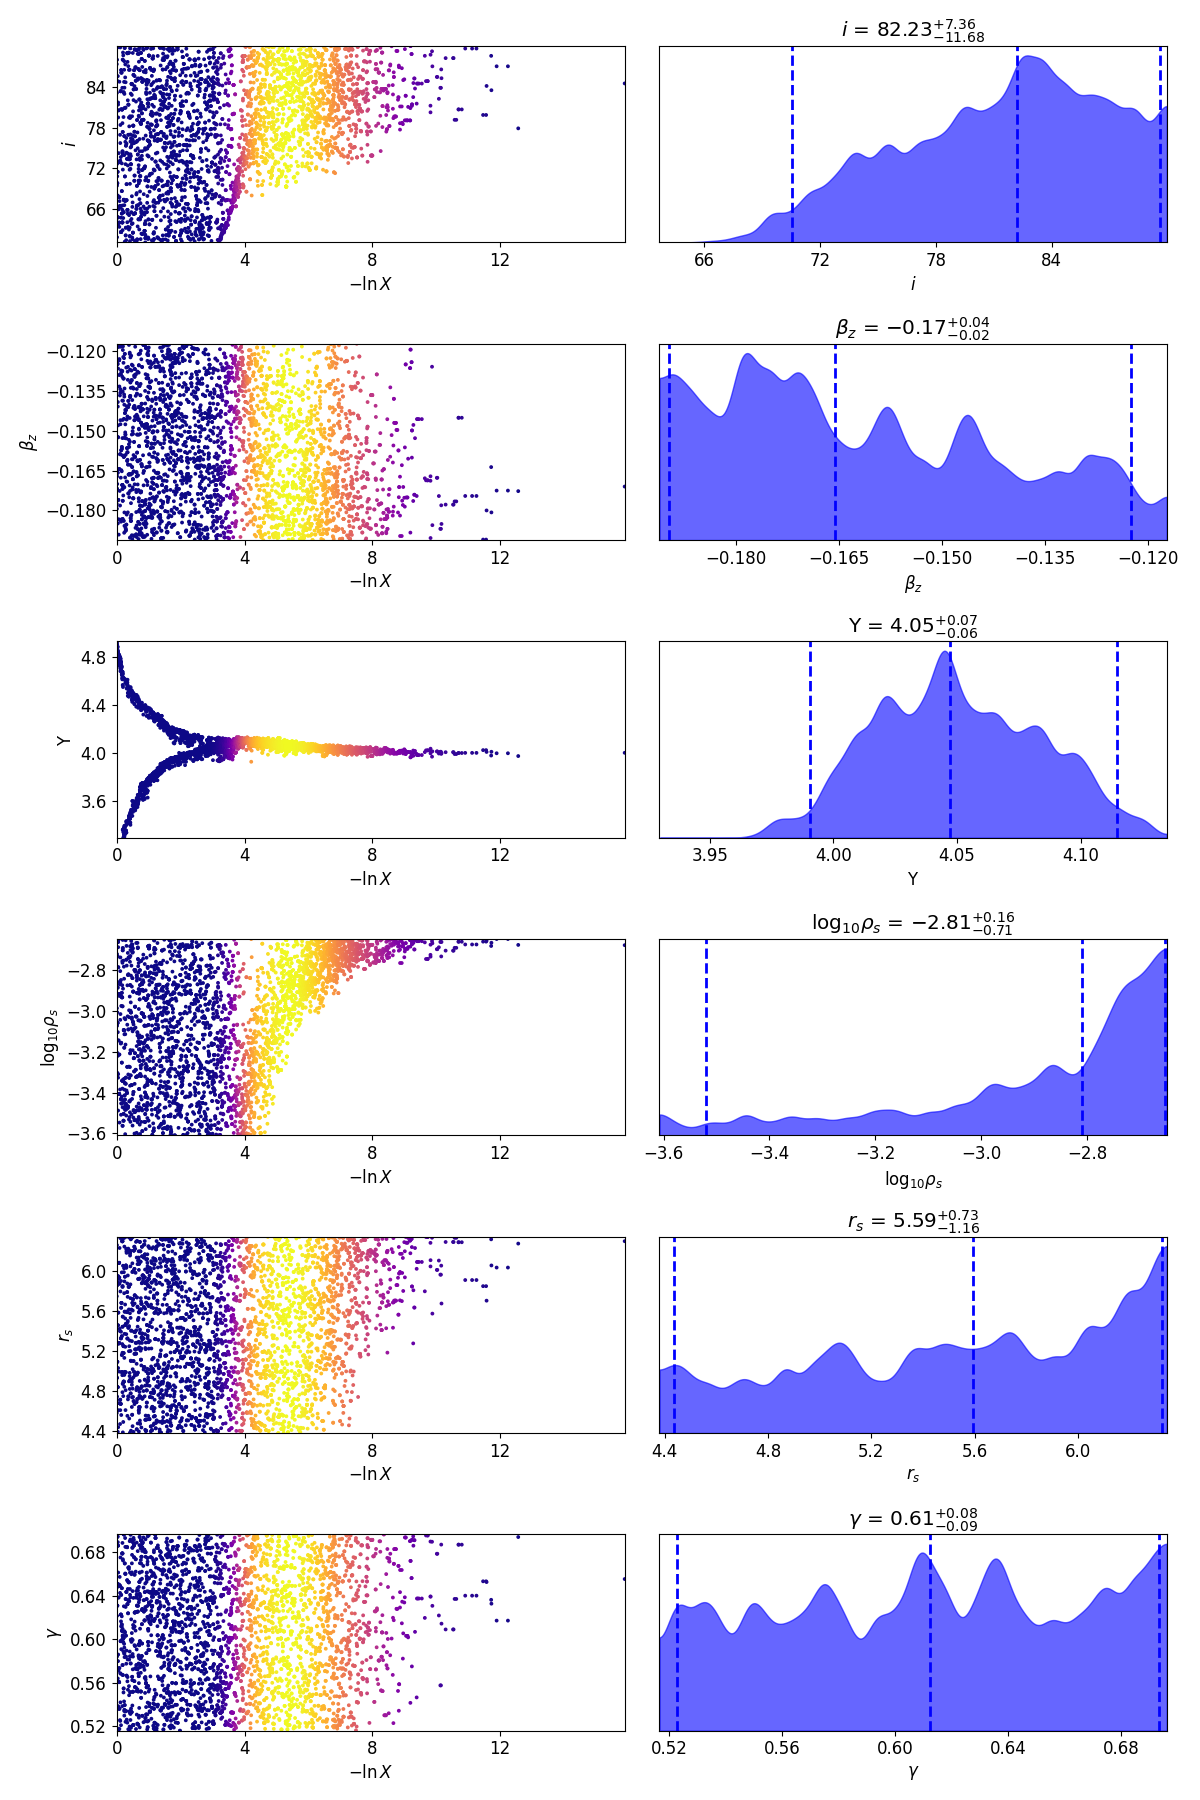 i = 82.23+7.36−11.68
84
78
72
66
i
0 4 8 12
−ln X
66 72 78 84
i
βz = −0.17+0.04−0.02
−0.120
−0.135
−0.150
−0.165
−0.180
βz
0 4 8 12
−ln X
−0.180 −0.165 −0.150 −0.135 −0.120
βz
Y = 4.05+0.07−0.06
4.8
4.4
4.0
3.6
Y
0 4 8 12
−ln X
3.95 4.00 4.05 4.10
Y
log10ρs = −2.81+0.16−0.71
−2.8
−3.0
−3.2
−3.4
−3.6
log10ρs
0 4 8 12
−ln X
−3.6 −3.4 −3.2 −3.0 −2.8
log10ρs
rs = 5.59+0.73−1.16
6.0
5.6
5.2
4.8
4.4
rs
0 4 8 12
−ln X
4.4 4.8 5.2 5.6 6.0
rs
γ = 0.61+0.08−0.09
0.68
0.64
0.60
0.56
0.52
γ
0 4 8 12
−ln X
0.52 0.56 0.60 0.64 0.68
γ